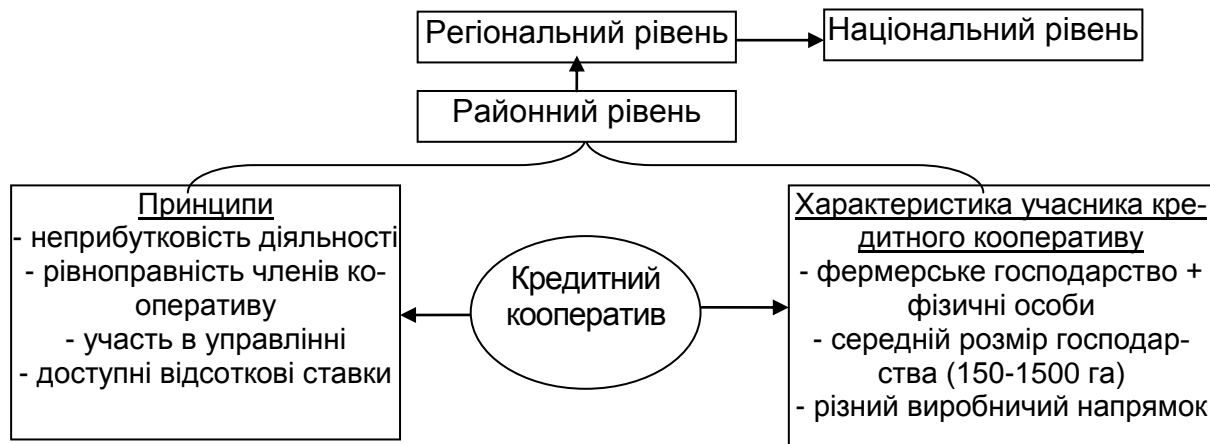 Регіональний рівень
Національний рівень
Районний рівень
Принципи
- неприбутковість діяльності
- рівноправність членів ко-
оперативу
- участь в управлінні
- доступні відсоткові ставки
Кредитний
кооператив
Характеристика учасника кре-
дитного кооперативу
- фермерське господарство +
фізичні особи
- середній розмір господар-
ства (150-1500 га)
- різний виробничий напрямок